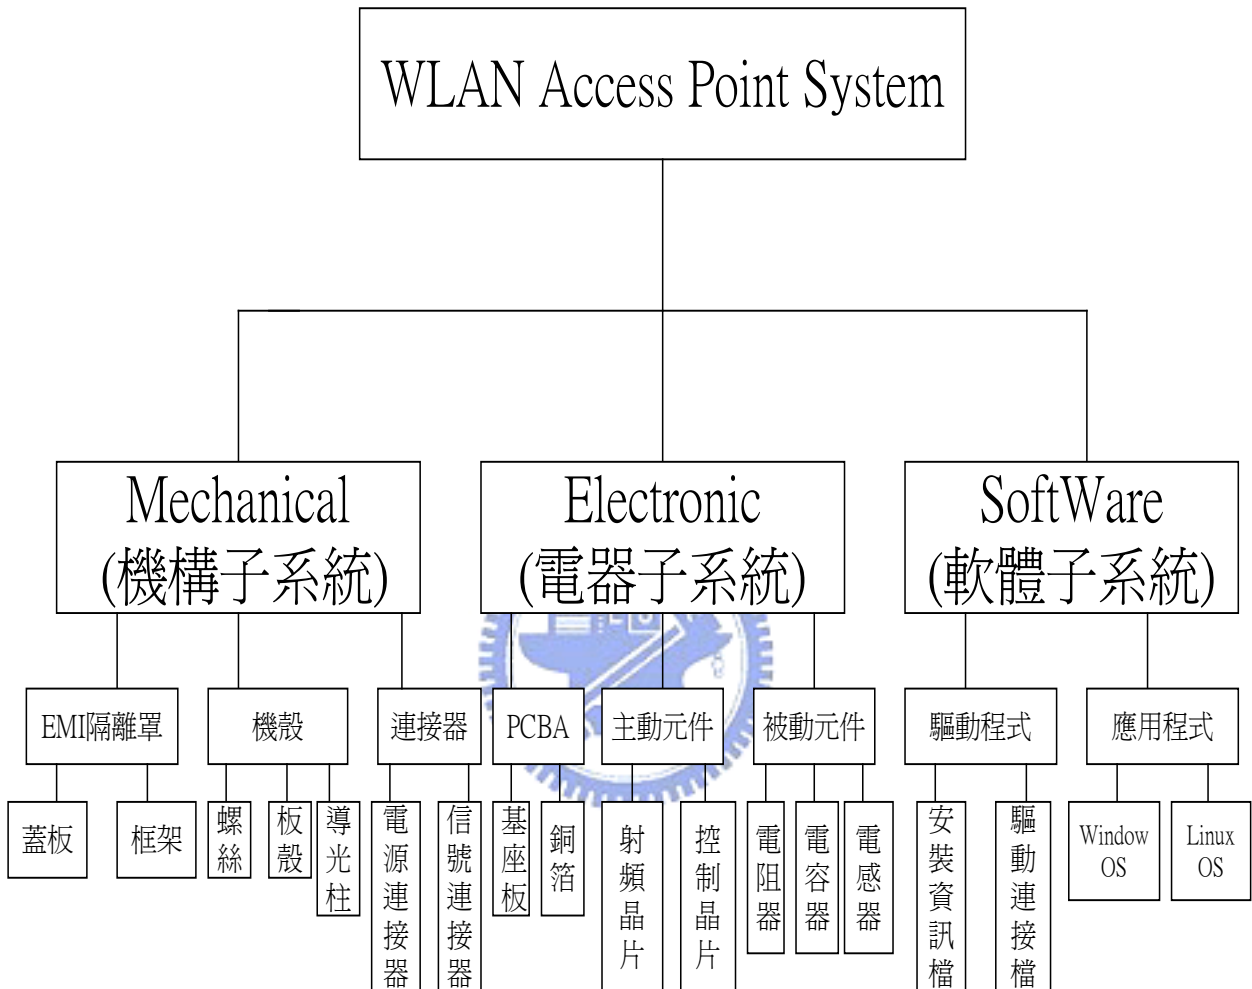 WLAN Access Point System
Mechanical
(機構子系統)
Electronic
(電器子系統)
SoftWare
(軟體子系統)
EMI隔離罩
機殼
連接器
PCBA
主動元件
被動元件
驅動程式
應用程式
蓋板
框架
螺絲
板殼
導光柱
電源連接器
信號連接器
基座板
銅箔
射頻晶片
控制晶片
電阻器
電容器
電感器
安裝資訊檔
驅動連接檔
Window
OS
Linux
OS